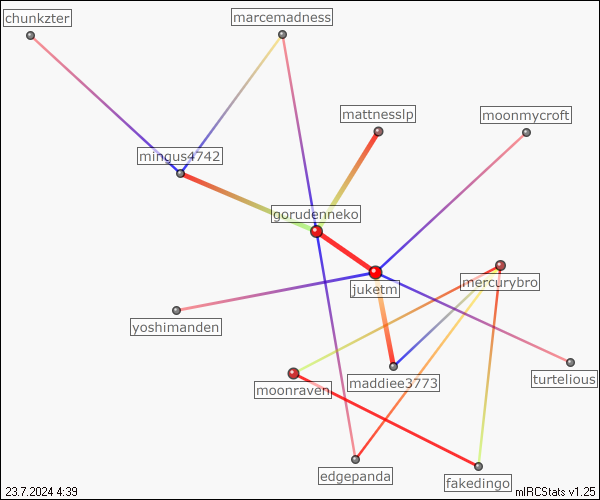 chunkzter
marcemadness
mattnesslp
moonmycroft
mingus4742
gorudenneko
juketm
mercurybro
yoshimanden
moonraven
maddiee3773
turtelious
edgepanda
fakedingo
23.7.2024 4:39
mIRCStats v1.25